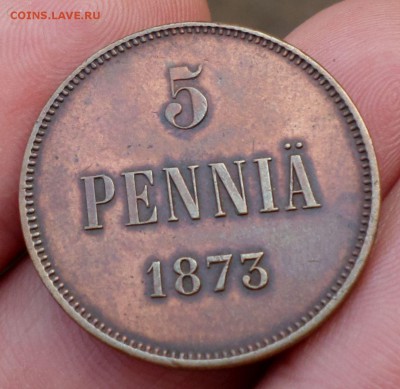 COINS.LAVE.RU
5
PENNIÄ
1873